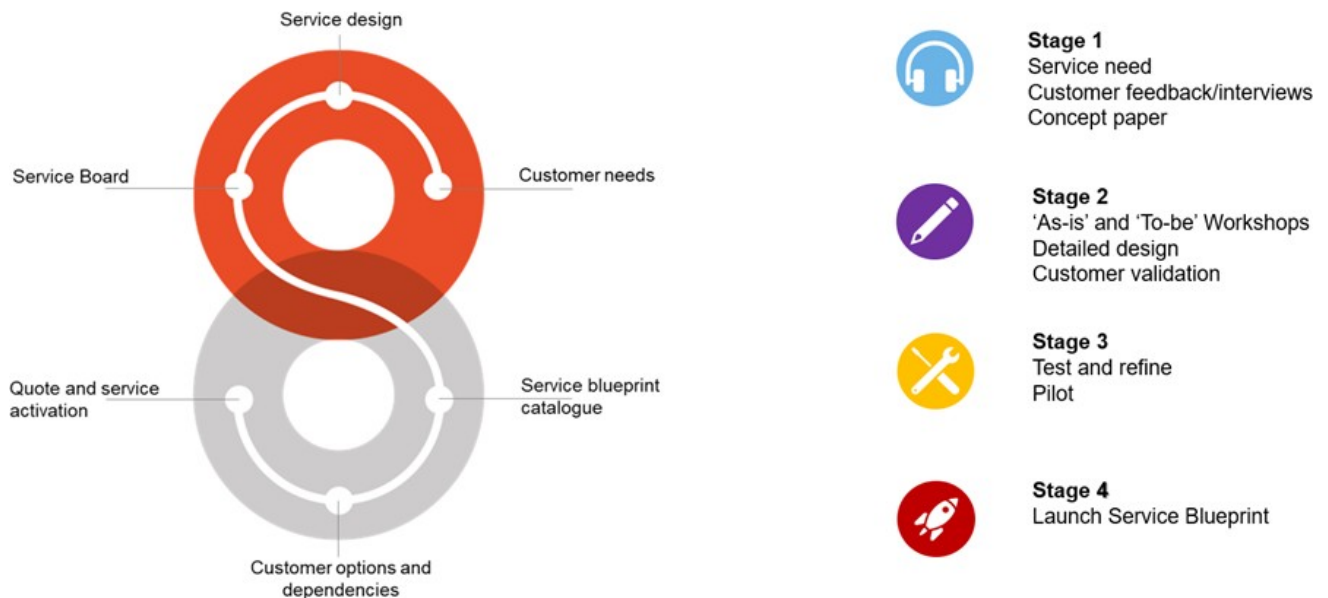 Service design
Service Board
Customer needs
Quote and service
activation
Service blueprint
catalogue
Customer options and
dependencies
Stage 1
Service need
Customer feedback/interviews
Concept paper
Stage 2
‘As-is’ and ‘To-be’ Workshops
Detailed design
Customer validation
Stage 3
Test and refine
Pilot
Stage 4
Launch Service Blueprint